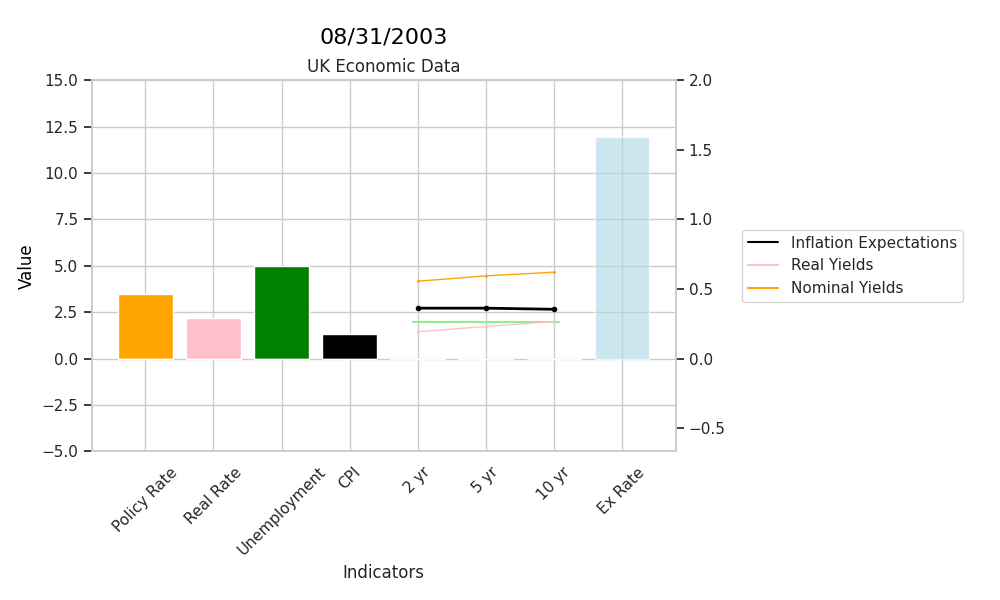 08/31/2003
UK Economic Data
Value
15.0
12.5
10.0
7.5
5.0
2.5
0.0
−2.5
−5.0
2.0
1.5
1.0
0.5
0.0
−0.5
Inflation Expectations
Real Yields
Nominal Yields
Policy Rate
Real Rate
Unemployment
CPI
2 yr
5 yr
10 yr
Ex Rate
Indicators